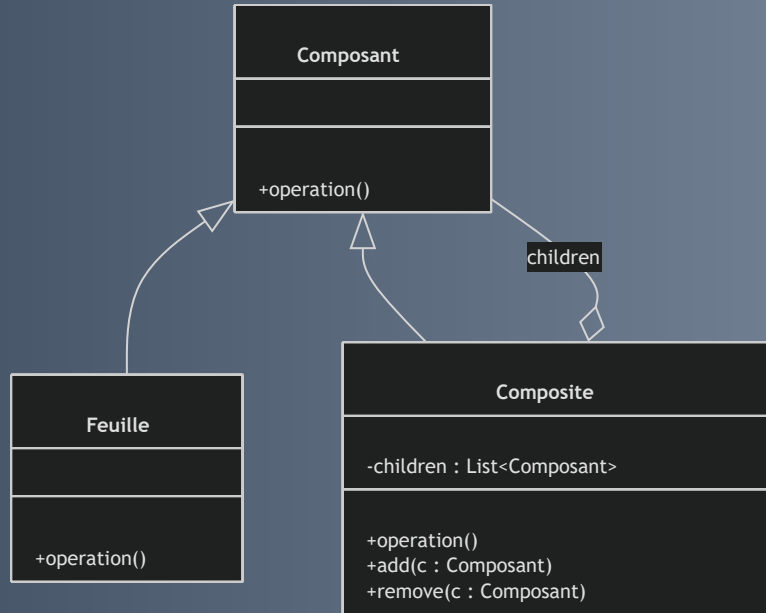 Composant
+operation()
children
Feuille
+operation()
Composite
-children : List<Composant>
+operation()
+add(c : Composant)
+remove(c : Composant)